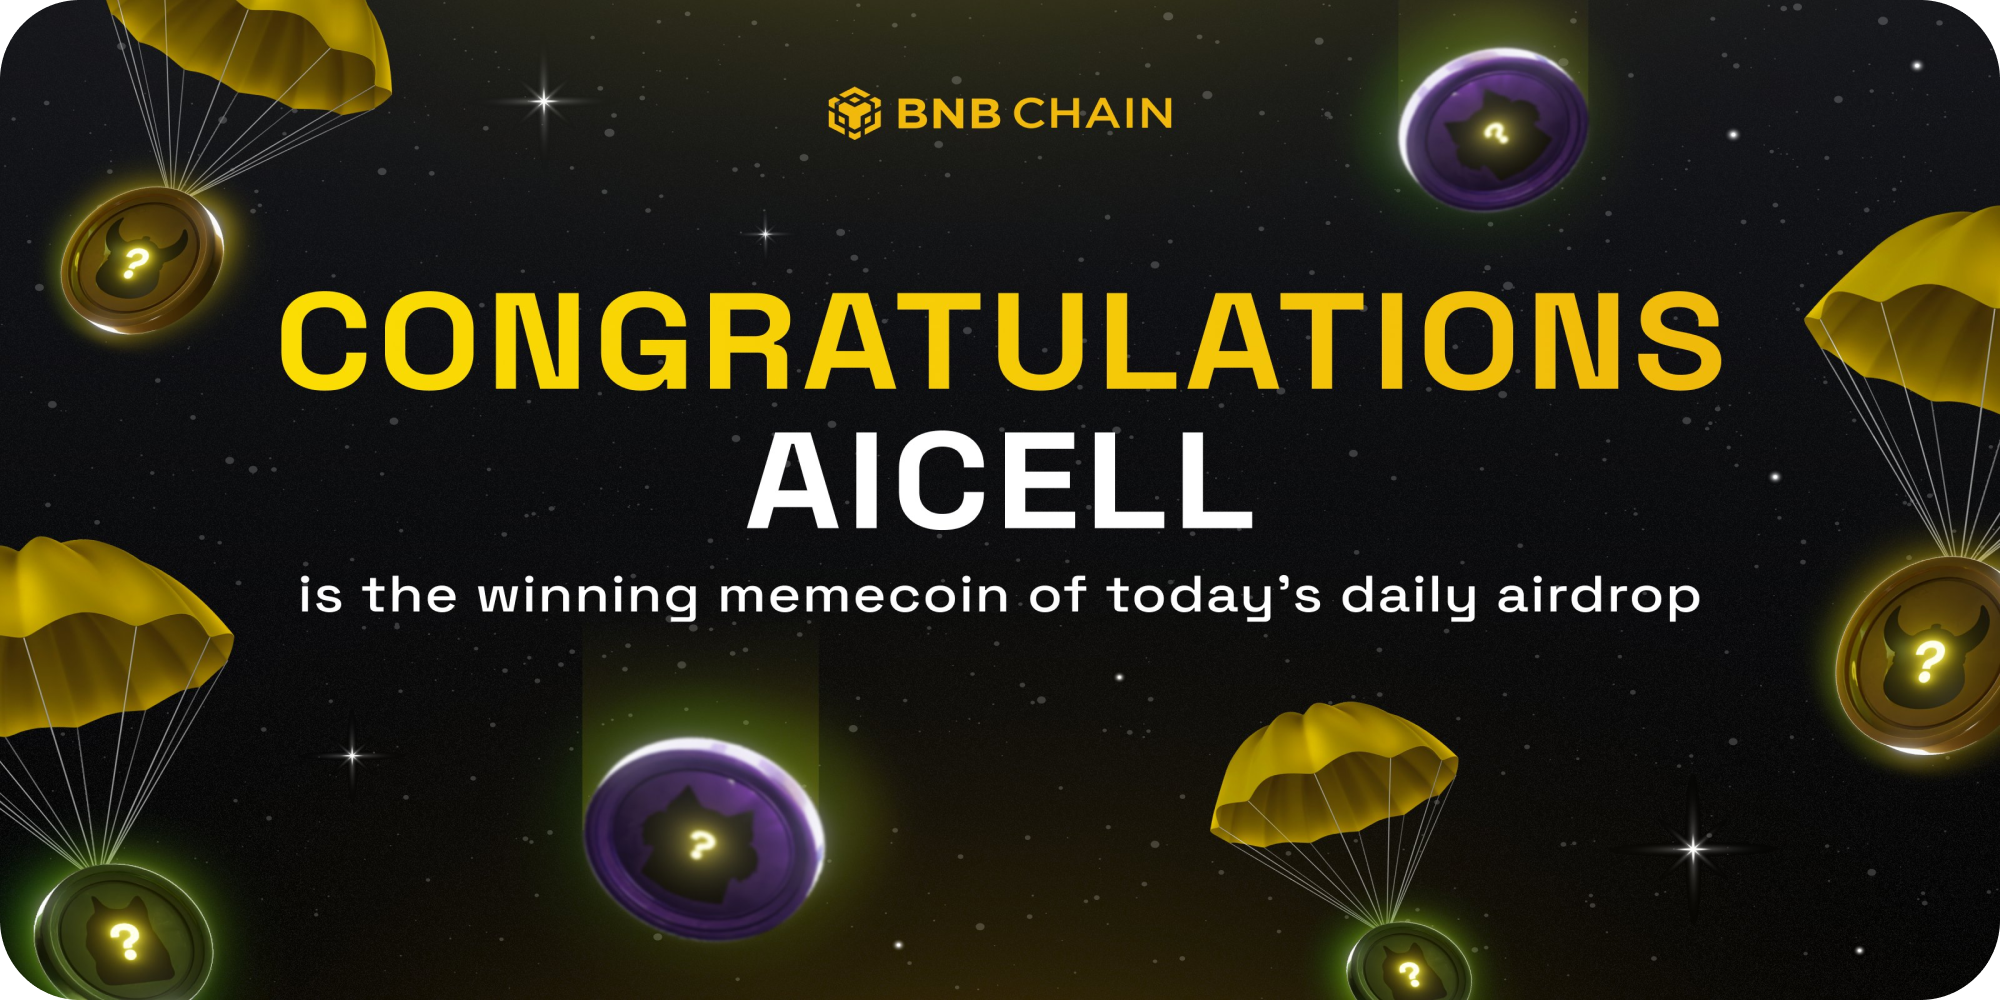 BNB CHAIN
?
CONGRATULATIONS
AICELL
is the winning memecoin of today's daily airdrop
?
?
?
?
?